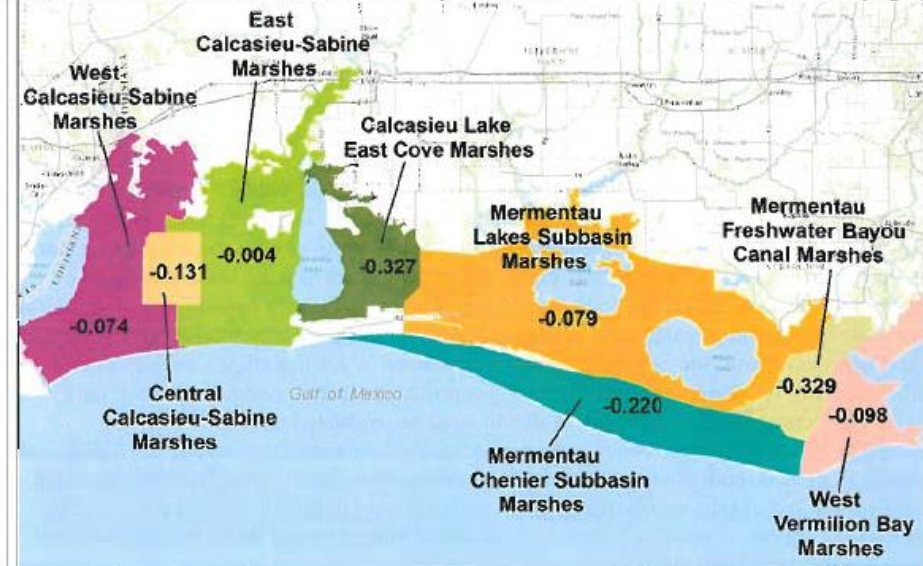 East
Calcasieu-Sabine
Marshes
West
Calcasieu-Sabine
Marshes
Calcasieu Lake
East Cove Marshes
Mermentau
Lakes Subbasin
Marshes
Mermentau
Freshwater Bayou
Canal Marshes
-0.131
-0.004
-0.327
-0.074
-0.079
-0.329
-0.098
-0.220
Central
Calcasieu-Sabine
Marshes
Gulf of Mexico
Mermentau
Chenier Subbasin
Marshes
West
Vermilion Bay
Marshes